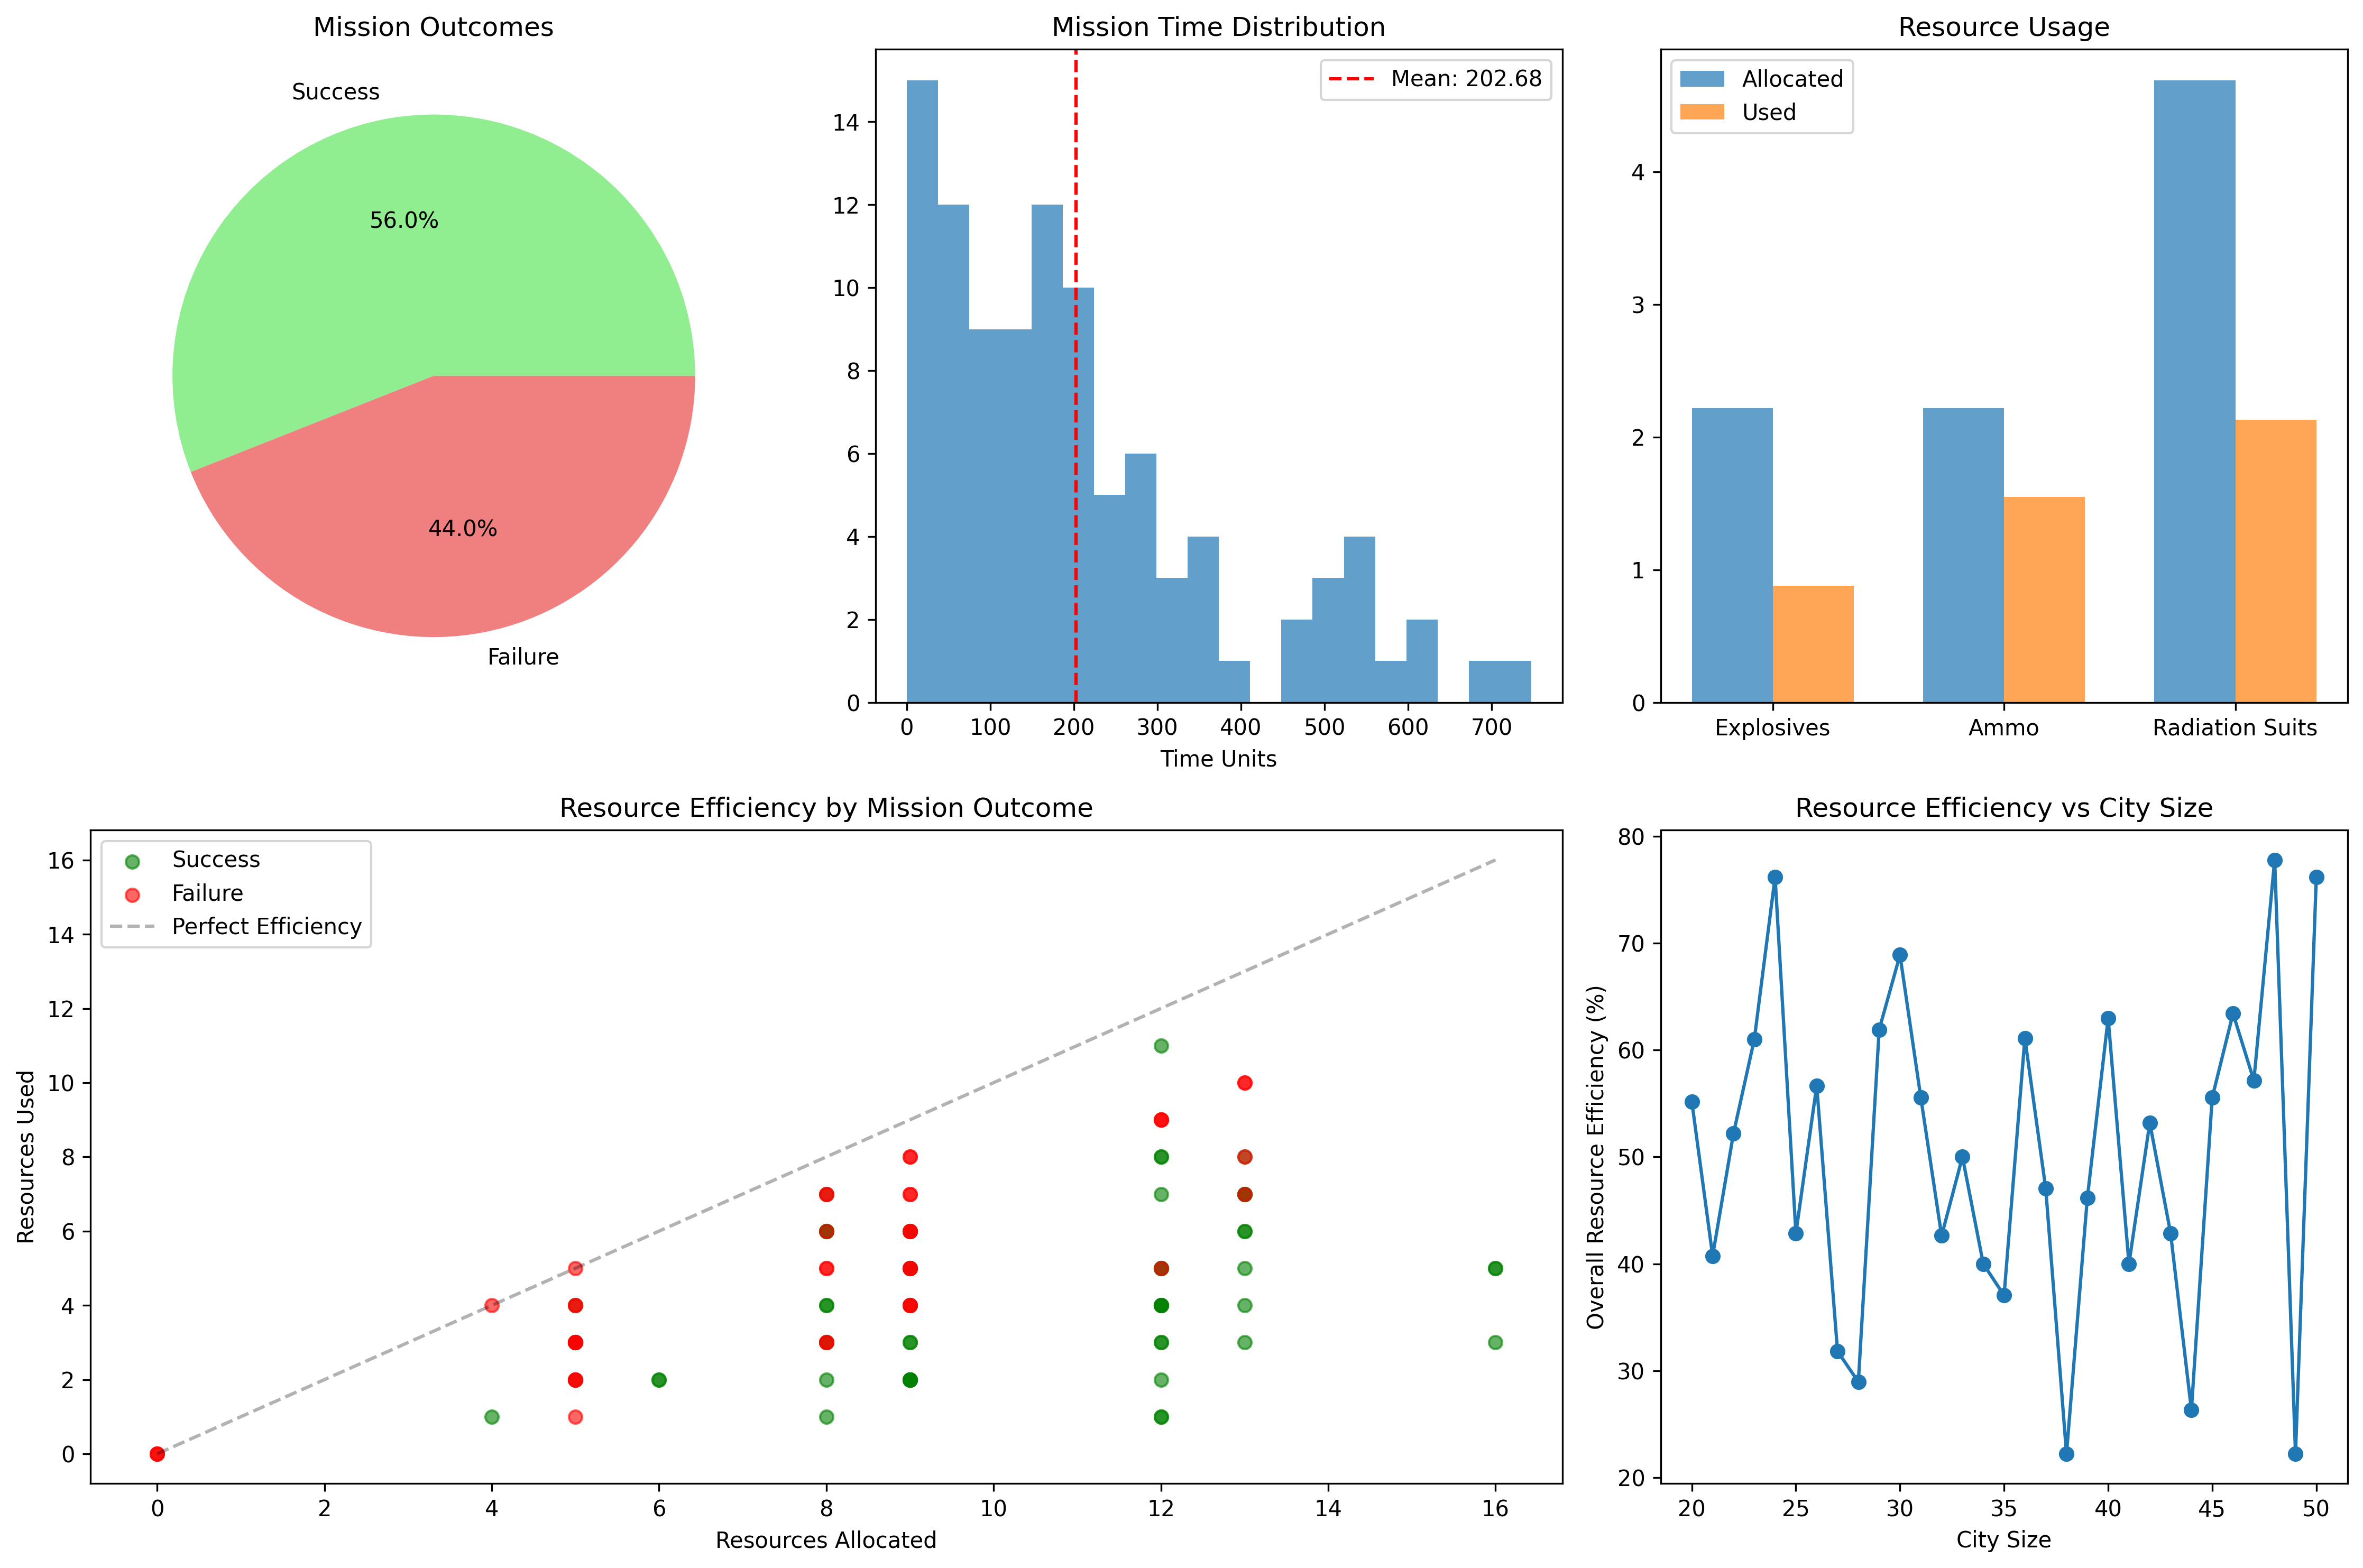 Mission Outcomes
Success
56.0%
44.0%
Failure
Mission Time Distribution
Mean: 202.68
14
12
10
8
6
4
2
0
0 100 200 300 400 500 600 700
Time Units
Resource Usage
Allocated
Used
4
3
2
1
0
Explosives Ammo Radiation Suits
Resource Efficiency by Mission Outcome
Success
Failure
Perfect Efficiency
Resources Used
16
14
12
10
8
6
4
2
0
0 2 4 6 8 10 12 14 16
Resources Allocated
Resource Efficiency vs City Size
Overall Resource Efficiency (%)
80
70
60
50
40
30
20
20 25 30 35 40 45 50
City Size